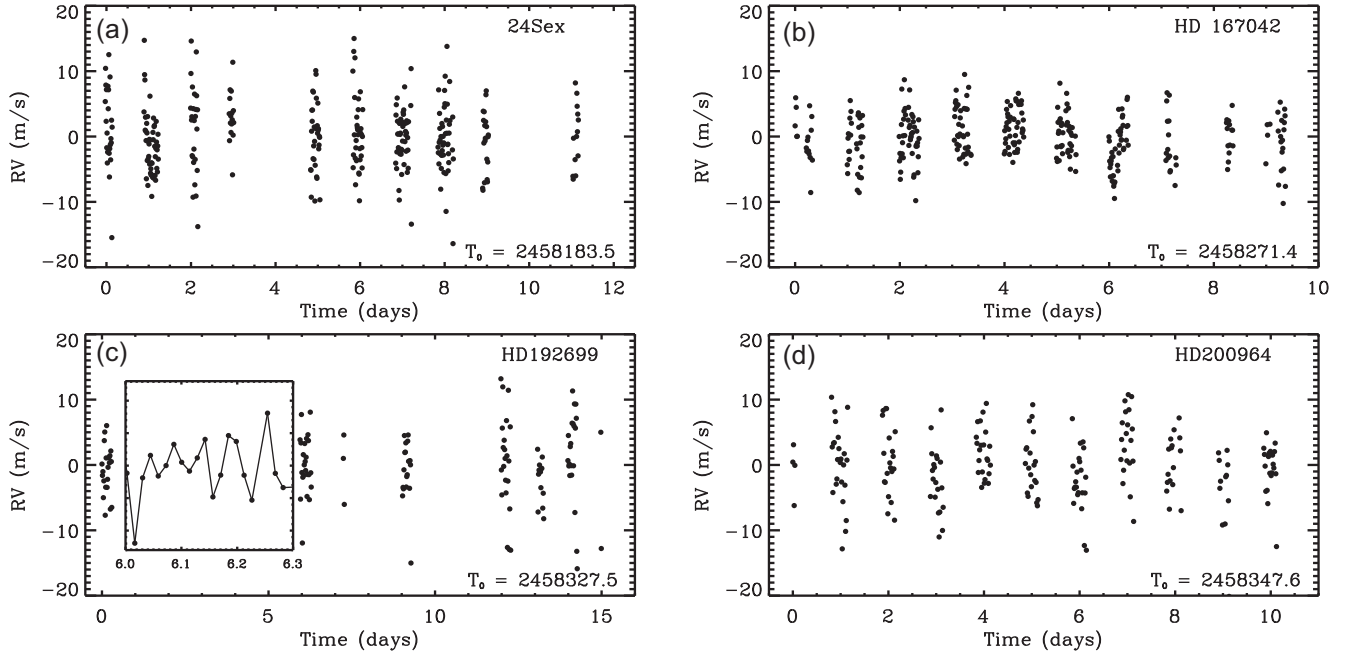 (a)
24Sex
20
10
0
−10
−20
RV (m/s)
T₀ = 2458183.5
0 2 4 6 8 10 12
Time (days)
(b)
HD 167042
20
10
0
−10
−20
RV (m/s)
T₀ = 2458271.4
0 2 4 6 8 10
Time (days)
(c)
HD192699
20
10
0
−10
−20
RV (m/s)
6.0 6.1 6.2 6.3
T₀ = 2458327.5
0 5 10 15
Time (days)
(d)
HD200964
20
10
0
−10
−20
RV (m/s)
T₀ = 2458347.6
0 2 4 6 8 10
Time (days)